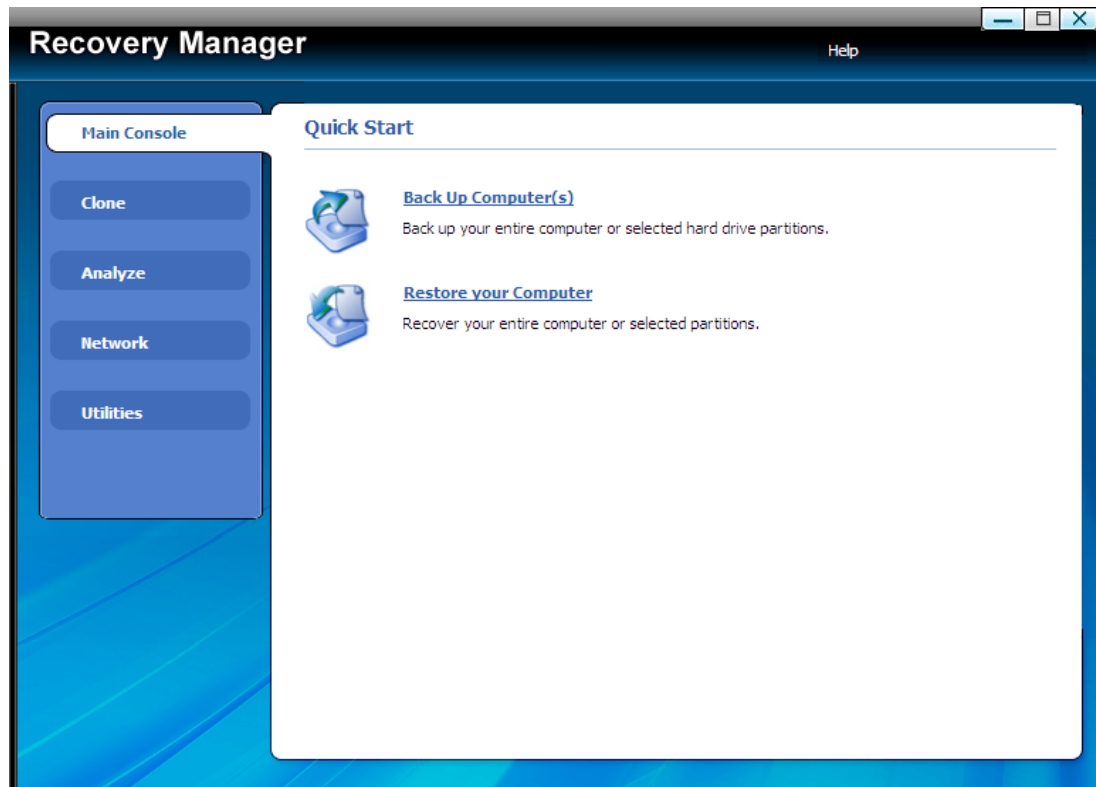 Recovery Manager
Help
Main Console
Clone
Analyze
Network
Utilities
Quick Start
Back Up Computer(s)
Back up your entire computer or selected hard drive partitions.
Restore your Computer
Recover your entire computer or selected partitions.